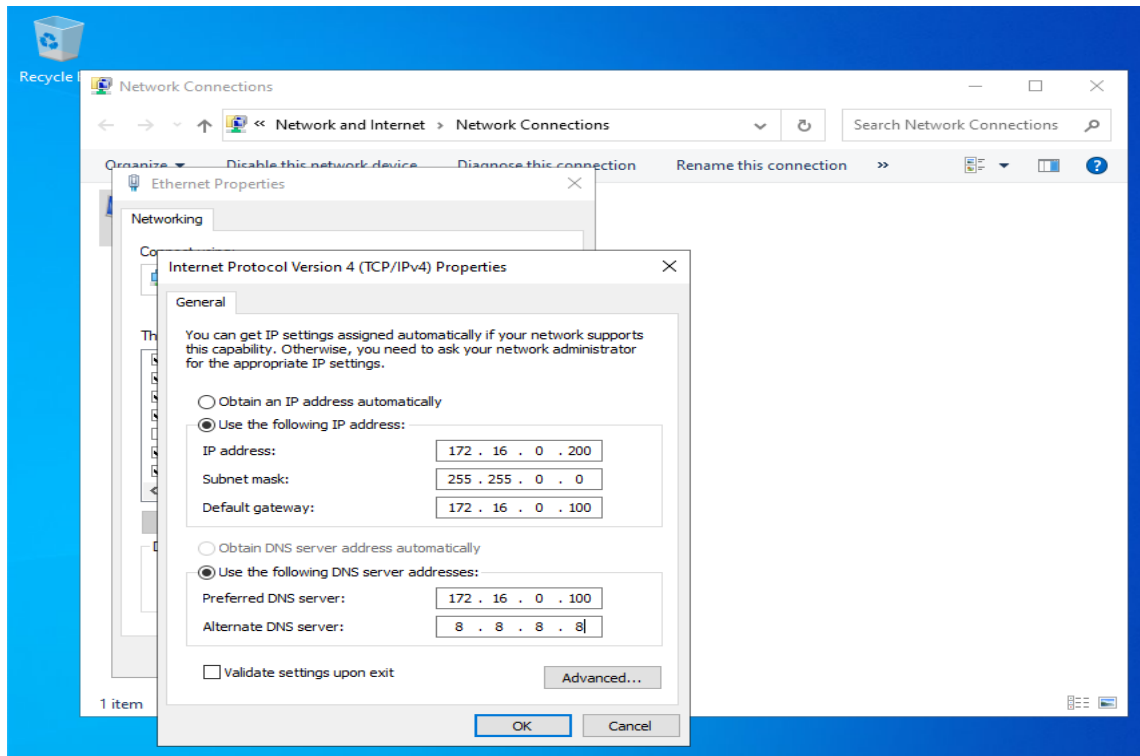 Recycle
Network Connections
« Network and Internet › Network Connections
Search Network Connections
Organize Disable this network device Diagnose this connection Rename this connection »
Ethernet Properties
Networking
Internet Protocol Version 4 (TCP/IPv4) Properties
General
You can get IP settings assigned automatically if your network supports
this capability. Otherwise, you need to ask your network administrator
for the appropriate IP settings.
Obtain an IP address automatically
Use the following IP address:
IP address: 172 . 16 . 0 . 200
Subnet mask: 255 . 255 . 0 . 0
Default gateway: 172 . 16 . 0 . 100
Obtain DNS server address automatically
Use the following DNS server addresses:
Preferred DNS server: 172 . 16 . 0 . 100
Alternate DNS server: 8 . 8 . 8 . 8
Validate settings upon exit
Advanced...
1 item
OK Cancel